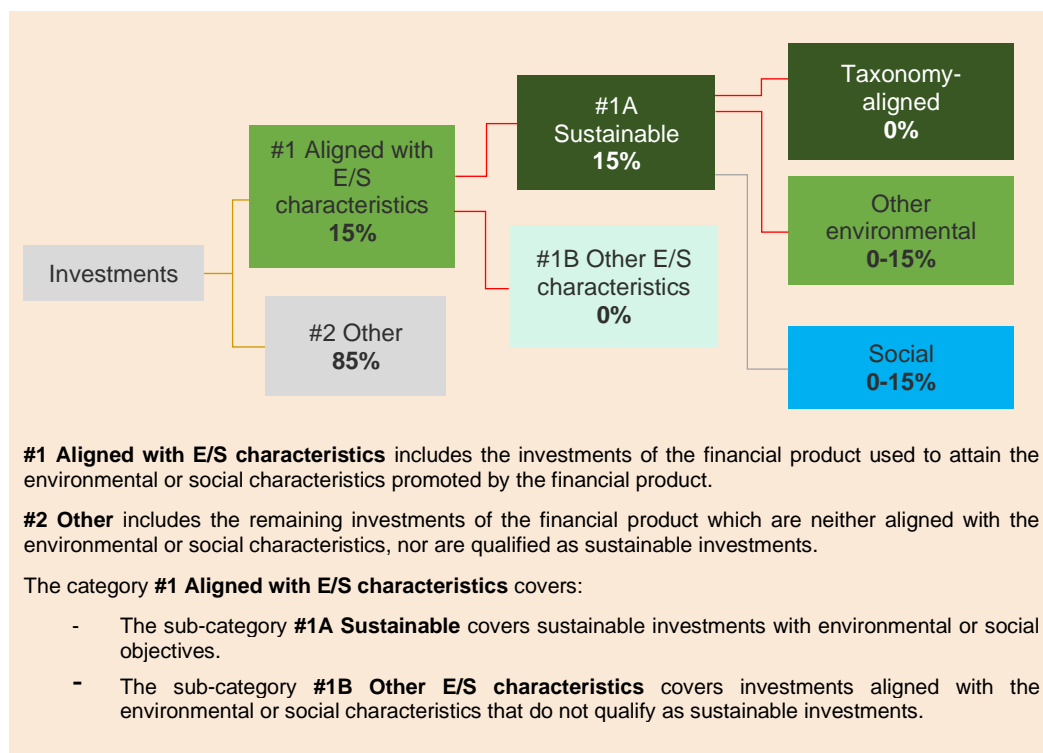 Investments
#1 Aligned with
E/S
characteristics
15%
#2 Other
85%
#1A
Sustainable
15%
#1B Other E/S
characteristics
0%
Taxonomy-
aligned
0%
Other
environmental
0-15%
Social
0-15%
#1 Aligned with E/S characteristics includes the investments of the financial product used to attain the
environmental or social characteristics promoted by the financial product.
#2 Other includes the remaining investments of the financial product which are neither aligned with the
environmental or social characteristics, nor are qualified as sustainable investments.
The category #1 Aligned with E/S characteristics covers:
- The sub-category #1A Sustainable covers sustainable investments with environmental or social
objectives.
- The sub-category #1B Other E/S characteristics covers investments aligned with the
environmental or social characteristics that do not qualify as sustainable investments.